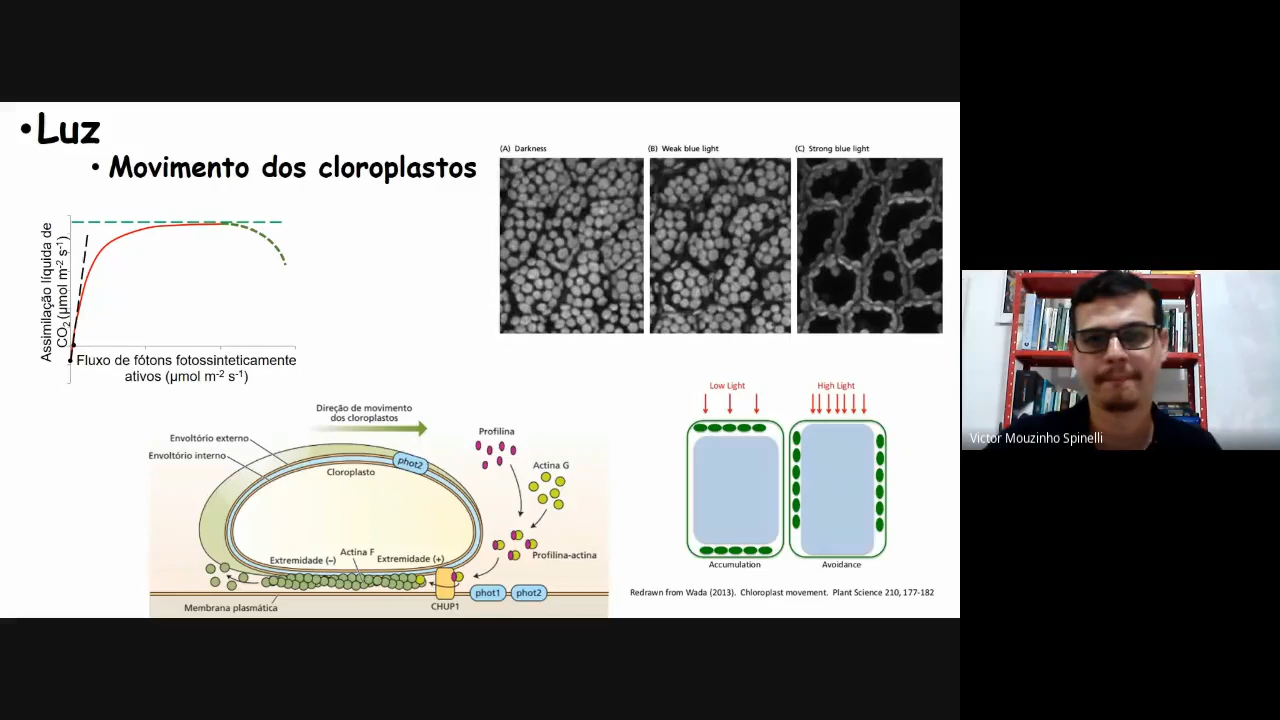 •Luz
• Movimento dos cloroplastos
(A) Darkness
(B) Weak blue light
(C) Strong blue light
Assimilação líquida de
CO2 (µmol m-2 s-1)
Fluxo de fótons fotossinteticamente
ativos (µmol m-2 s-1)
Direção de movimento
dos cloroplastos
Envoltório externo
Envoltório interno
phot2
Cloroplasto
Profilina
Actina G
Profilina-actina
Extremidade (–)
Actina F
Extremidade (+)
Membrana plasmática
CHUP1
phot1
phot2
Low Light
High Light
Accumulation
Avoidance
Redrawn from Wada (2013). Chloroplast movement. Plant Science 210, 177-182
Victor Mouzinho Spinelli